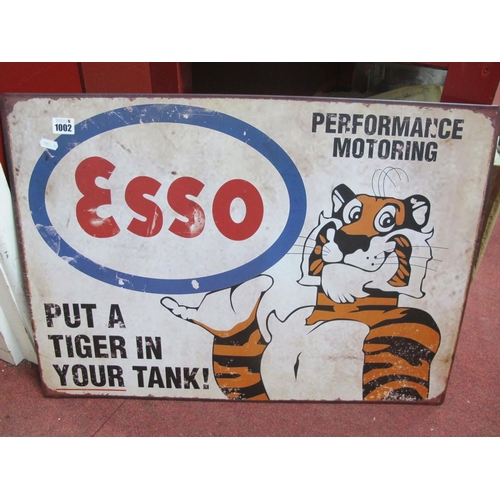 1002
PERFORMANCE
MOTORING
Esso
PUT A
TIGER IN
YOUR TANK!